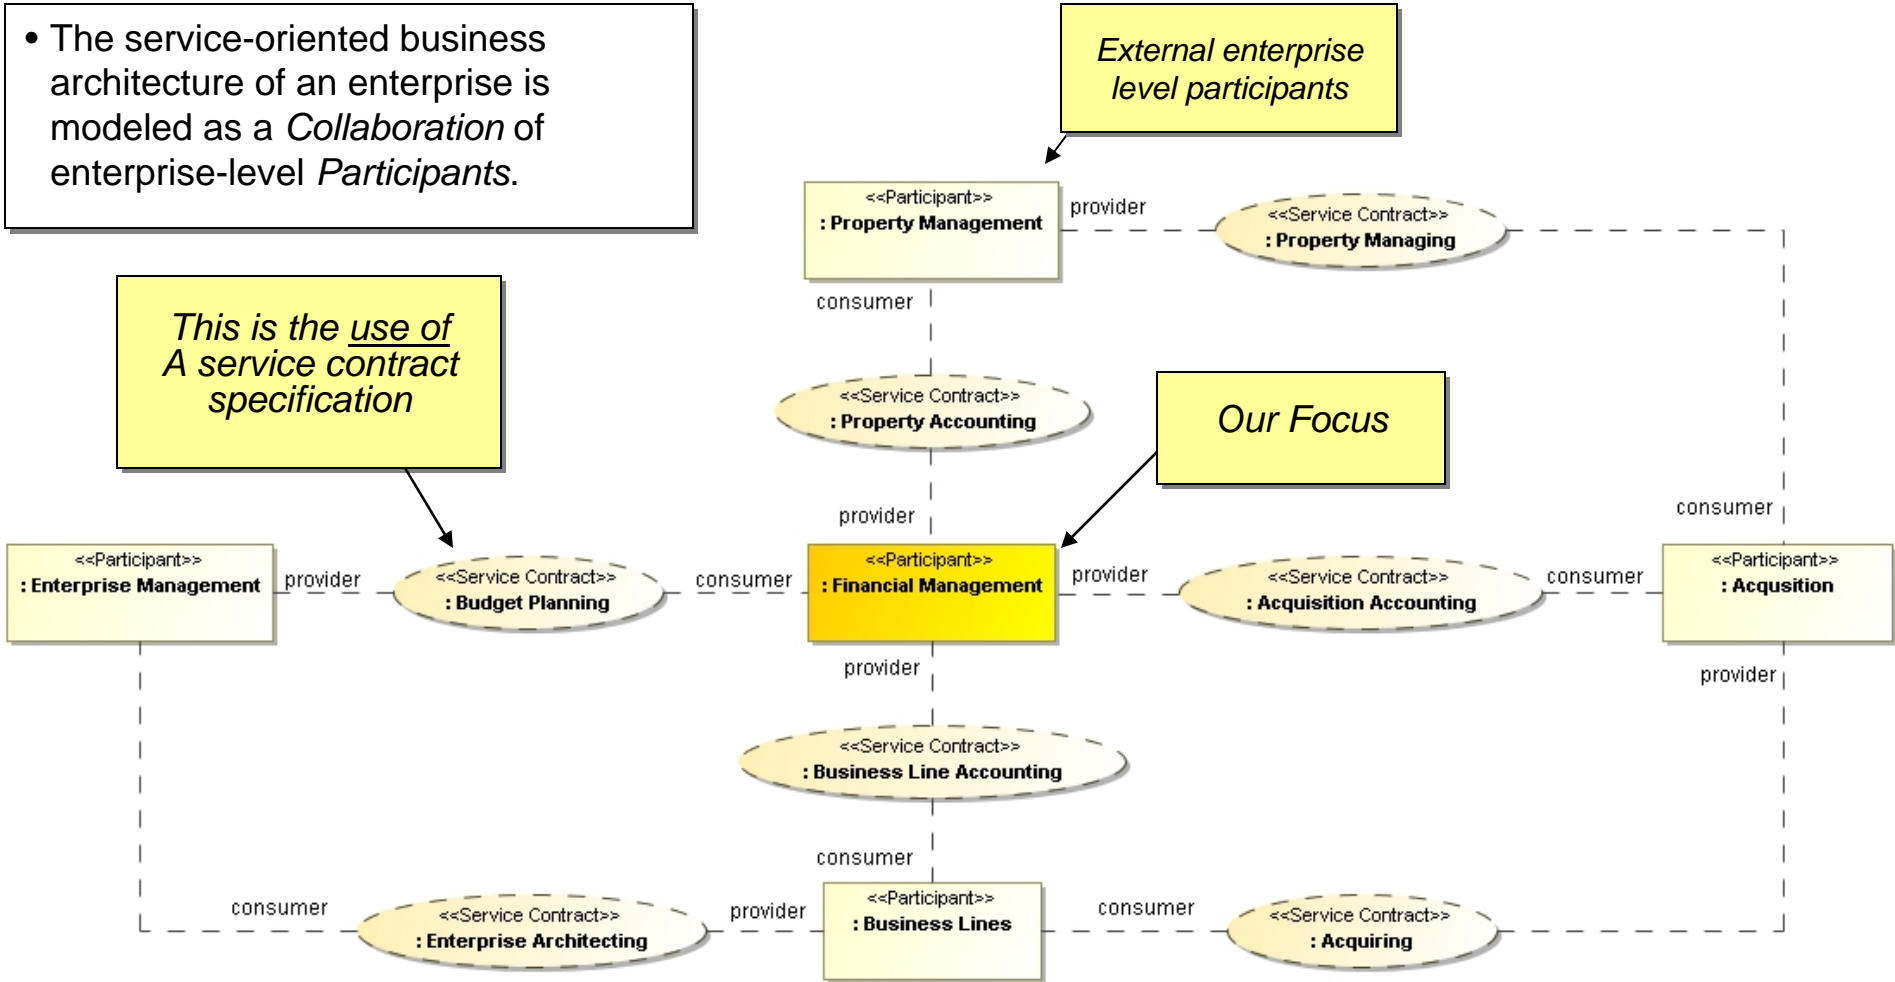 • The service-oriented business
architecture of an enterprise is
modeled as a Collaboration of
enterprise-level Participants.
External enterprise
level participants
<<Participant>>
: Property Management
provider
<<Service Contract>>
: Property Managing
This is the use of
A service contract
specification
consumer
<<Service Contract>>
: Property Accounting
Our Focus
provider
consumer
<<Participant>>
: Enterprise Management
provider
<<Service Contract>>
: Budget Planning
consumer
<<Participant>>
: Financial Management
provider
<<Service Contract>>
: Acquisition Accounting
consumer
<<Participant>>
: Acqusition
provider
provider
<<Service Contract>>
: Business Line Accounting
consumer
consumer
<<Service Contract>>
: Enterprise Architecting
provider
<<Participant>>
: Business Lines
consumer
<<Service Contract>>
: Acquiring